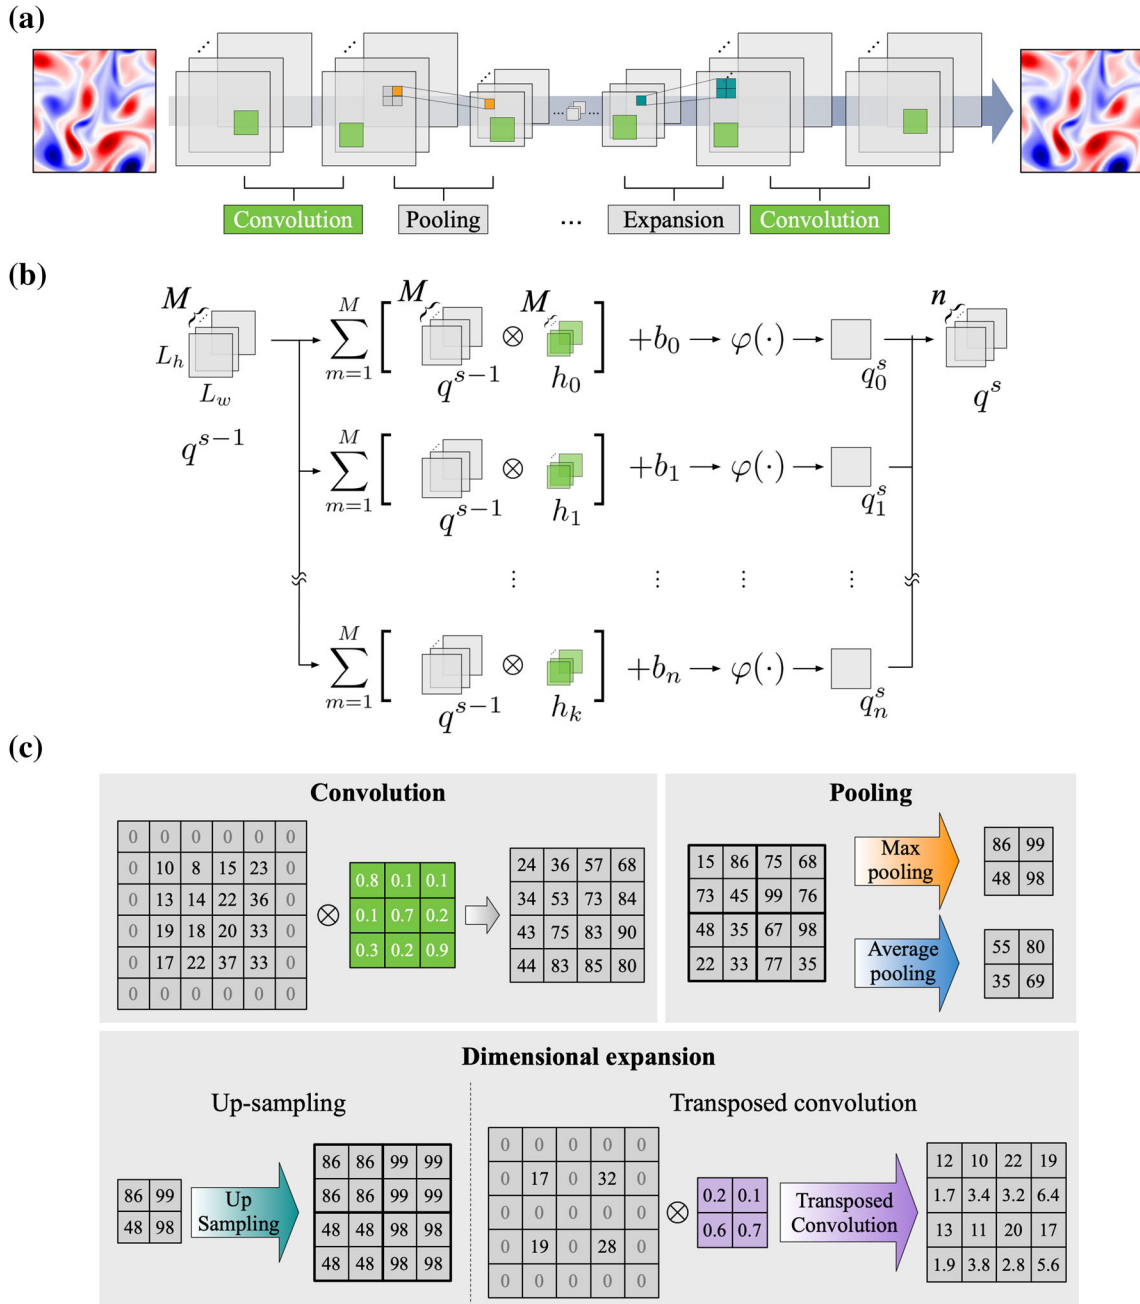 (a)
Convolution
Pooling
...
Expansion
Convolution
(b)
M
L_h
L_w
q^{s-1}
\sum_{m=1}^{M} [ M q^{s-1} ⊗ M h_0 ] +b_0 → φ(·) → q_0^s
n
q^s
\sum_{m=1}^{M} [ q^{s-1} ⊗ h_1 ] +b_1 → φ(·) → q_1^s
⋮ ⋮ ⋮ ⋮
\sum_{m=1}^{M} [ q^{s-1} ⊗ h_k ] +b_n → φ(·) → q_n^s
(c)
Convolution
0 0 0 0 0 0
0 10 8 15 23 0
0 13 14 22 36 0
0 19 18 20 33 0
0 17 22 37 33 0
0 0 0 0 0 0
⊗
0.8 0.1 0.1
0.1 0.7 0.2
0.3 0.2 0.9
24 36 57 68
34 53 73 84
43 75 83 90
44 83 85 80
Pooling
15 86 75 68
73 45 99 76
48 35 67 98
22 33 77 35
Max
pooling
86 99
48 98
Average
pooling
55 80
35 69
Dimensional expansion
Up-sampling
86 99
48 98
Up
Sampling
86 86 99 99
86 86 99 99
48 48 98 98
48 48 98 98
Transposed convolution
0 0 0 0 0
0 17 0 32 0
0 0 0 0 0
0 19 0 28 0
0 0 0 0 0
⊗
0.2 0.1
0.6 0.7
Transposed
Convolution
12 10 22 19
1.7 3.4 3.2 6.4
13 11 20 17
1.9 3.8 2.8 5.6